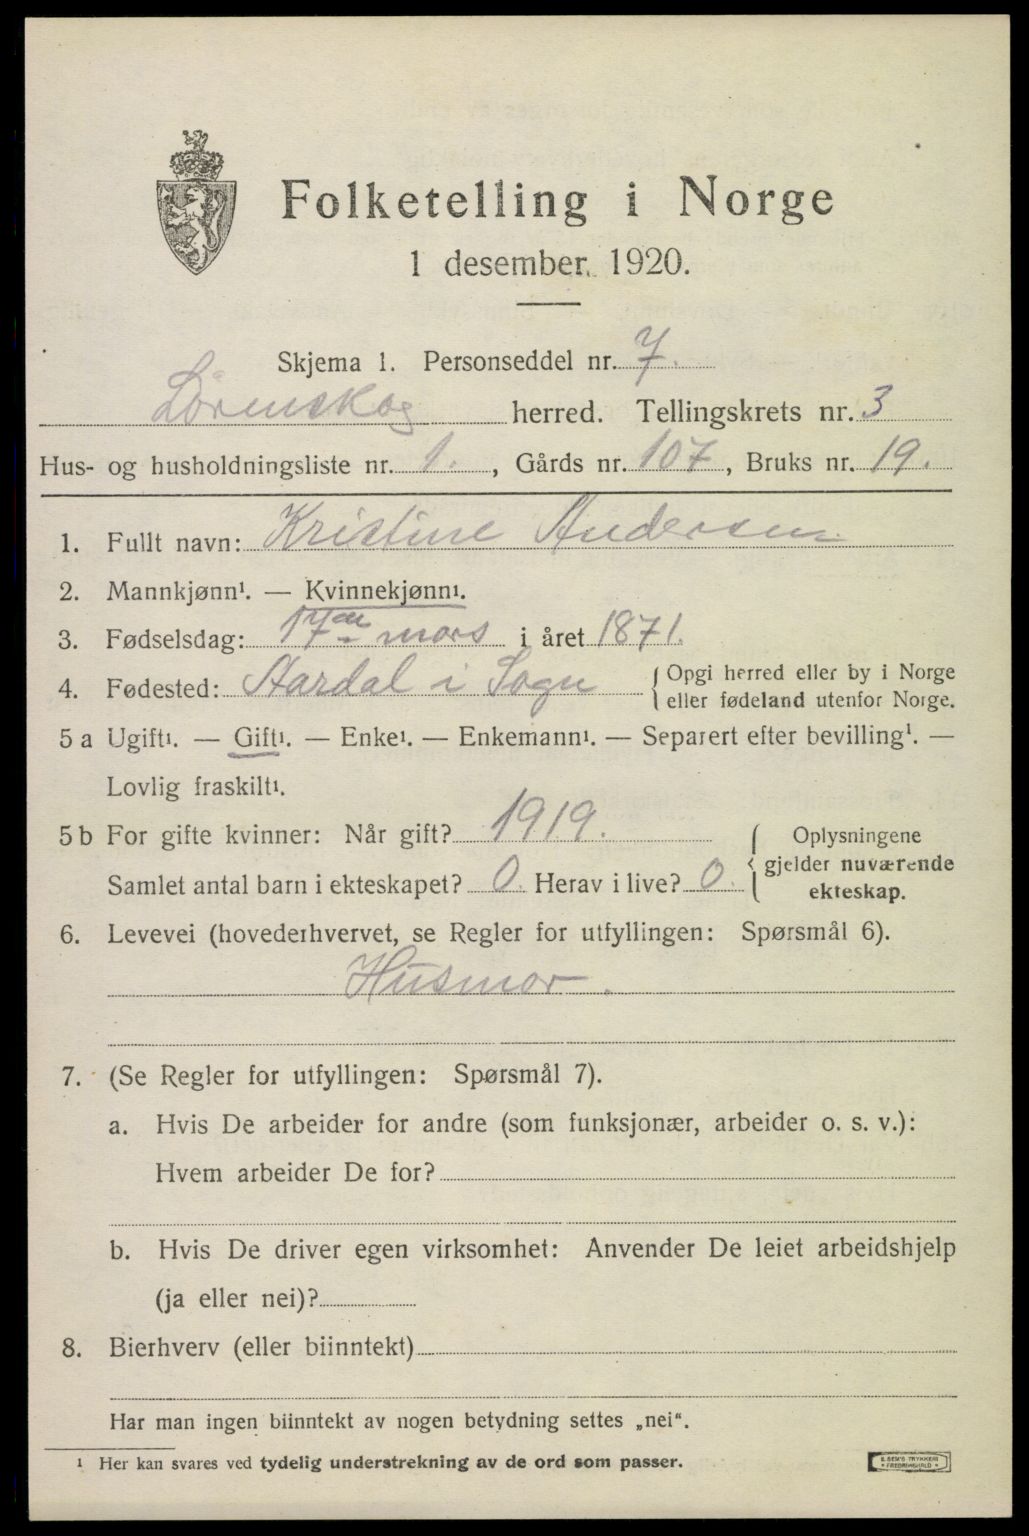 Folketelling i Norge
1 desember 1920.
Skjema 1. Personseddel nr. 7.
Lørenskog herred. Tellingskrets nr. 3
Hus- og husholdningsliste nr. 1., Gårds nr. 107, Bruks nr. 19.
1. Fullt navn: Kristine Andersen
2. Mannkjønn¹. — Kvinnekjønn¹.
3. Fødselsdag: 17de mars i året 1871.
4. Fødested: Aardal i Sogn { Opgi herred eller by i Norge
eller fødeland utenfor Norge.
5 a Ugift¹. — Gift¹. — Enke¹. — Enkemann¹. — Separert efter bevilling¹. —
Lovlig fraskilt¹.
5 b For gifte kvinner: Når gift? 1919. { Oplysningene
gjelder nuværende
ekteskap.
Samlet antal barn i ekteskapet? 0. Herav i live? 0.
6. Levevei (hovederhvervet, se Regler for utfyllingen: Spørsmål 6).
Husmor.
7. (Se Regler for utfyllingen: Spørsmål 7).
a. Hvis De arbeider for andre (som funksjonær, arbeider o. s. v.):
Hvem arbeider De for?
b. Hvis De driver egen virksomhet: Anvender De leiet arbeidshjelp
(ja eller nei)?
8. Bierhverv (eller biinntekt)
Har man ingen biinntekt av nogen betydning settes „nei“.
¹ Her kan svares ved tydelig understrekning av de ord som passer.
E. SEM'S TRYKKERI
FREDRIKSHALD